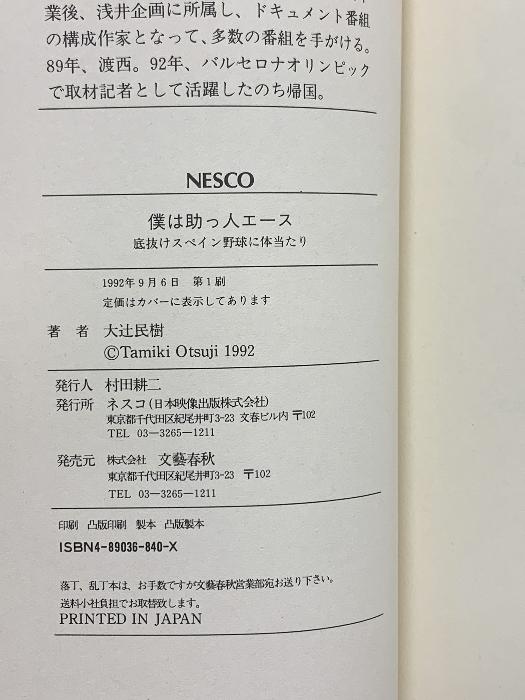 業後、浅井企画に所属し、ドキュメント番組
の構成作家となって、多数の番組を手がける。
89年、渡西。92年、バルセロナオリンピック
で取材記者として活躍したのち帰国。
NESCO
僕は助っ人エース
底抜けスペイン野球に体当たり
1992年9月6日 第1刷
定価はカバーに表示してあります
著 者 大辻民樹
©Tamiki Otsuji 1992
発行人 村田耕二
発行所 ネスコ(日本映像出版株式会社)
東京都千代田区紀尾井町3-23 文春ビル内 〒102
TEL 03―3265―1211
発売元 株式会社 文藝春秋
東京都千代田区紀尾井町3-23 〒102
TEL 03―3265―1211
印刷 凸版印刷 製本 凸版製本
ISBN4-89036-840-X
落丁、乱丁本は、お手数ですが文藝春秋営業部宛お送り下さい。
送料小社負担でお取替致します。
PRINTED IN JAPAN